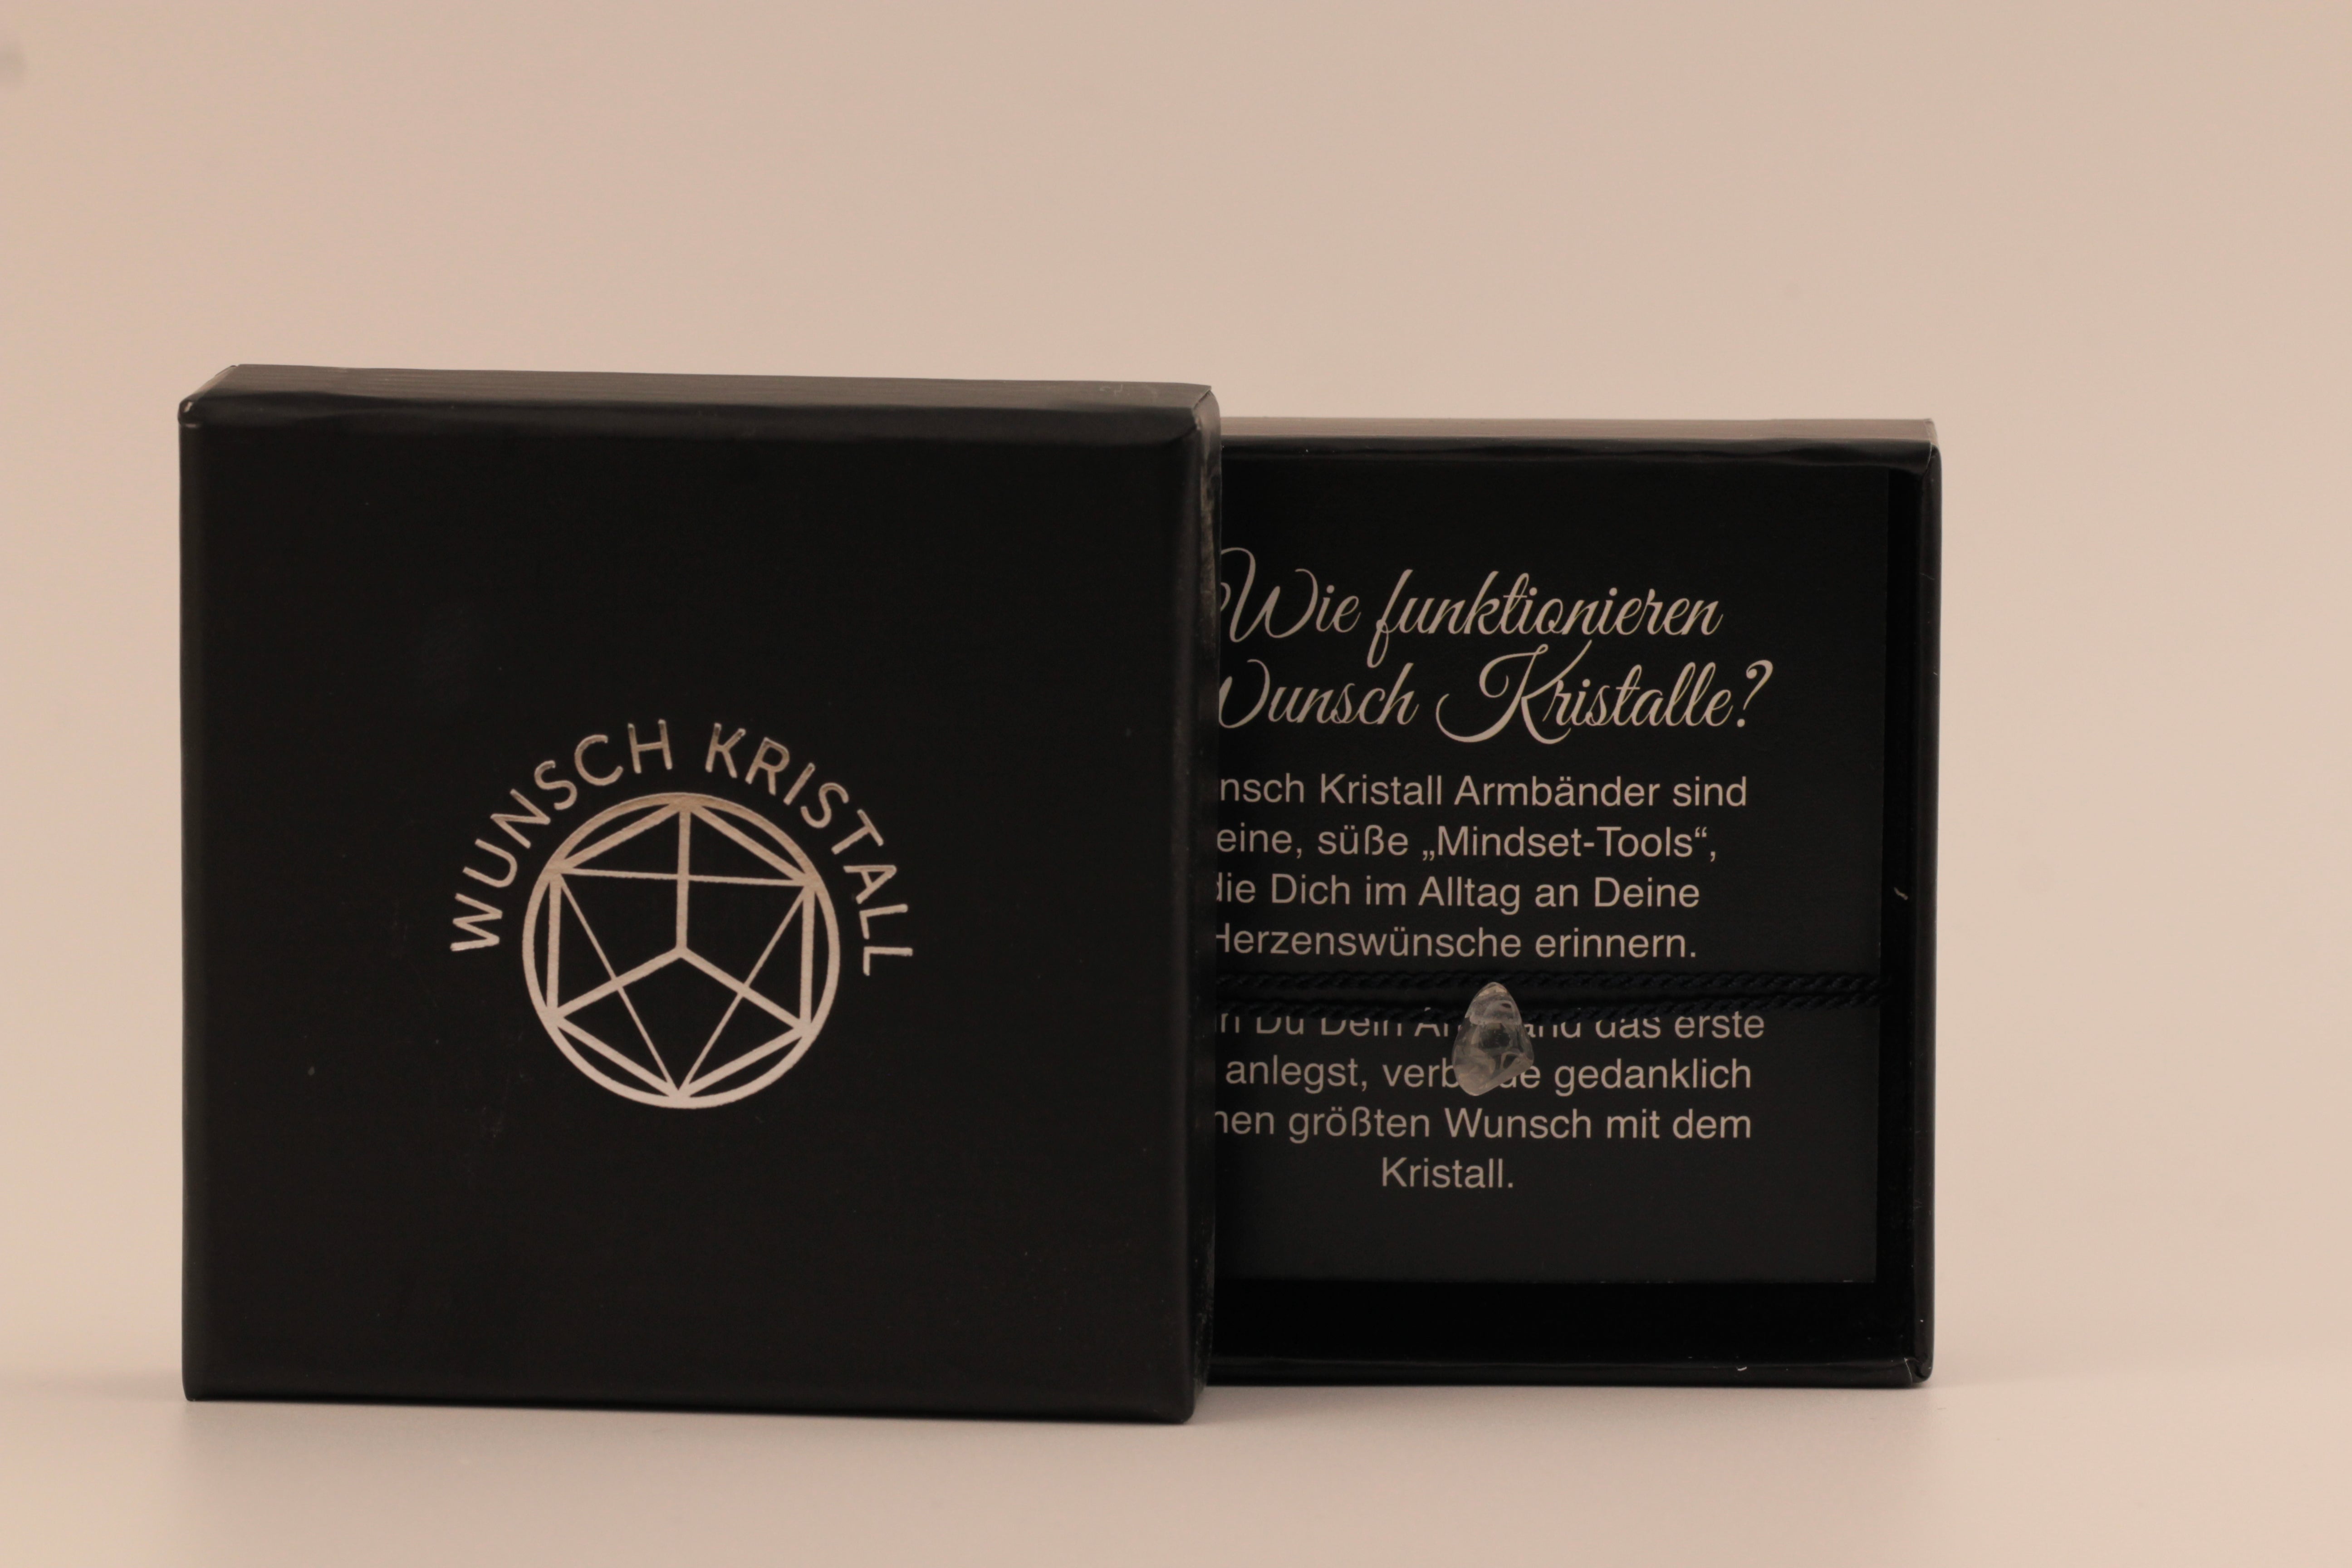 WUNSCH KRISTALL
Wie funktionieren
Wunsch Kristalle?
nsch Kristall Armbänder sind
eine, süße „Mindset-Tools“,
die Dich im Alltag an Deine
Herzenswünsche erinnern.
Du Dein das erste
anlegst, gedanklich
größten Wunsch mit dem
Kristall.